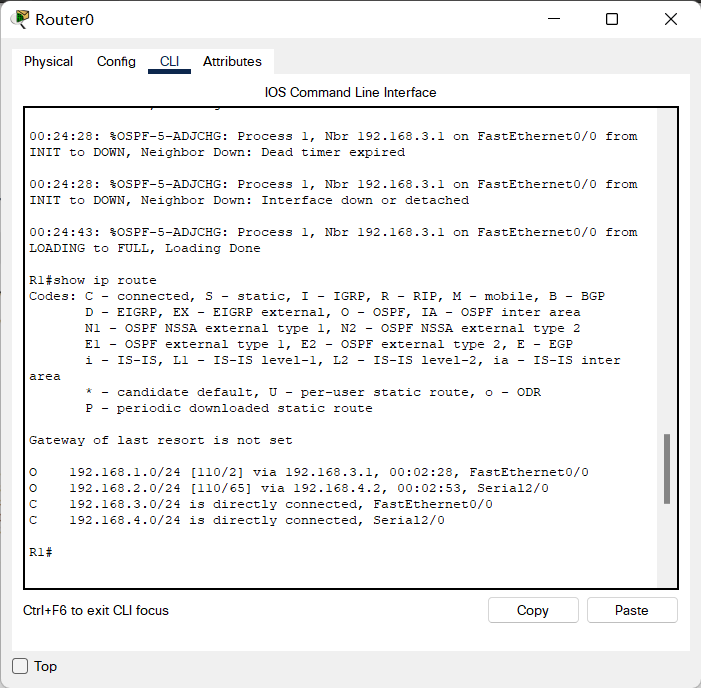 Router0
Physical Config CLI Attributes
IOS Command Line Interface
00:24:28: %OSPF-5-ADJCHG: Process 1, Nbr 192.168.3.1 on FastEthernet0/0 from
INIT to DOWN, Neighbor Down: Dead timer expired
00:24:28: %OSPF-5-ADJCHG: Process 1, Nbr 192.168.3.1 on FastEthernet0/0 from
INIT to DOWN, Neighbor Down: Interface down or detached
00:24:43: %OSPF-5-ADJCHG: Process 1, Nbr 192.168.3.1 on FastEthernet0/0 from
LOADING to FULL, Loading Done
R1#show ip route
Codes: C - connected, S - static, I - IGRP, R - RIP, M - mobile, B - BGP
D - EIGRP, EX - EIGRP external, O - OSPF, IA - OSPF inter area
N1 - OSPF NSSA external type 1, N2 - OSPF NSSA external type 2
E1 - OSPF external type 1, E2 - OSPF external type 2, E - EGP
i - IS-IS, L1 - IS-IS level-1, L2 - IS-IS level-2, ia - IS-IS inter
area
* - candidate default, U - per-user static route, o - ODR
P - periodic downloaded static route
Gateway of last resort is not set
O 192.168.1.0/24 [110/2] via 192.168.3.1, 00:02:28, FastEthernet0/0
O 192.168.2.0/24 [110/65] via 192.168.4.2, 00:02:53, Serial2/0
C 192.168.3.0/24 is directly connected, FastEthernet0/0
C 192.168.4.0/24 is directly connected, Serial2/0
R1#
Ctrl+F6 to exit CLI focus
Copy Paste
Top